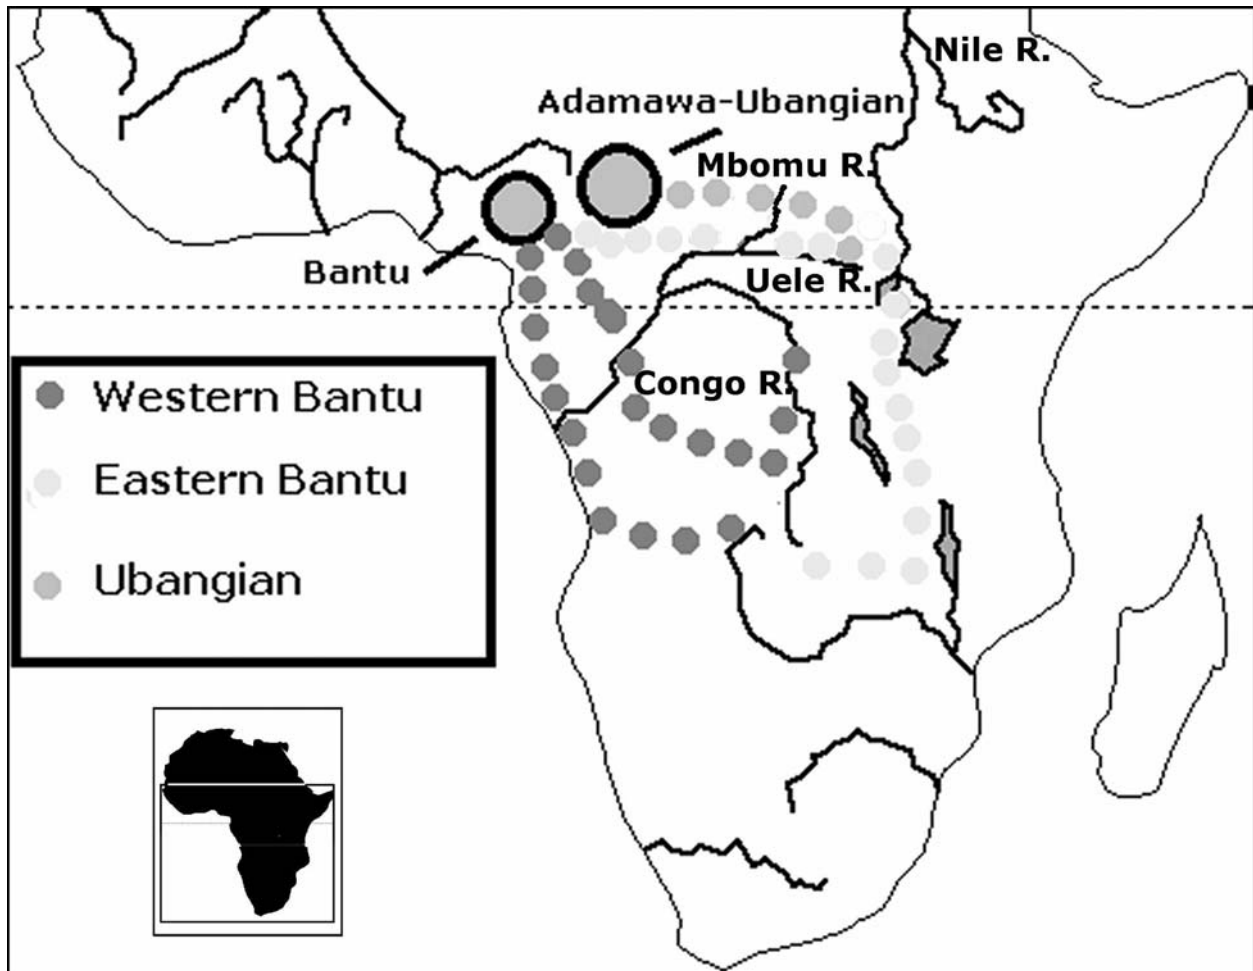 Nile R.
Adamawa-Ubangian
Mbomu R.
Bantu
Uele R.
Congo R.
Western Bantu
Eastern Bantu
Ubangian